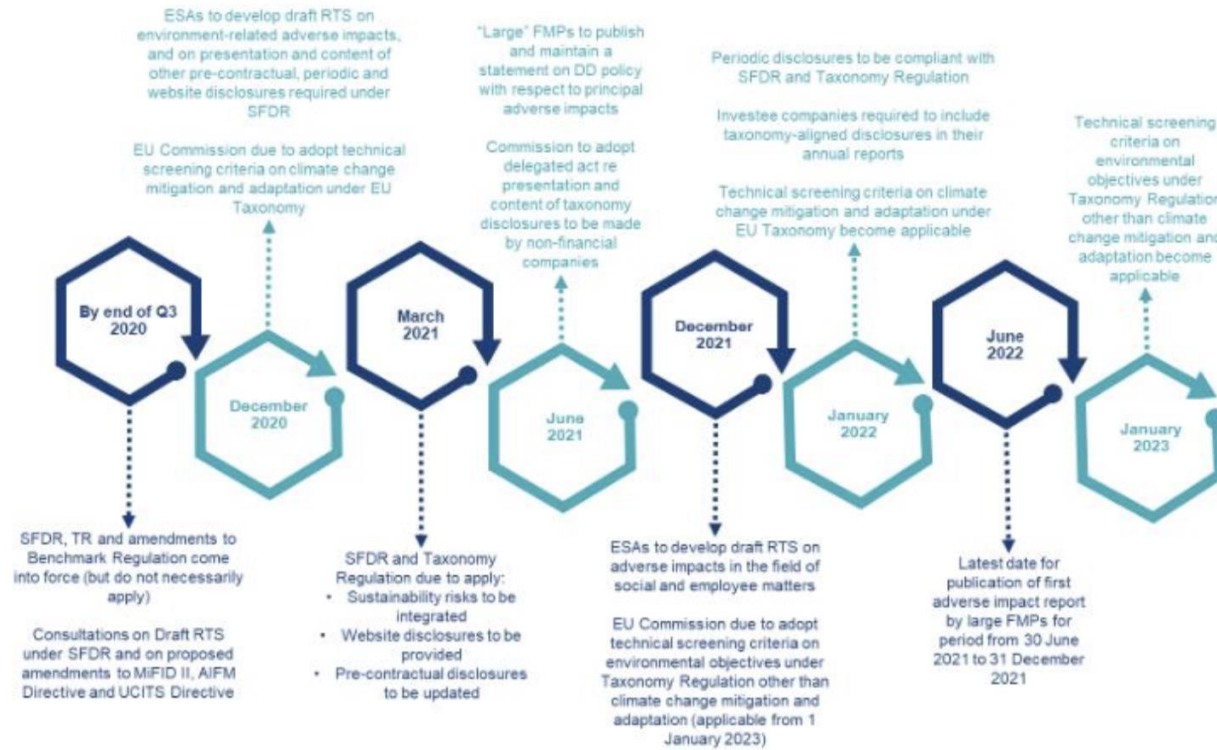 ESAs to develop draft RTS on
environment-related adverse impacts,
and on presentation and content of
other pre-contractual, periodic and
website disclosures required under
SFDR
EU Commission due to adopt technical
screening criteria on climate change
mitigation and adaptation under EU
Taxonomy
"Large" FMPs to publish
and maintain a
statement on DD policy
with respect to principal
adverse impacts
Commission to adopt
delegated act re
presentation and
content of taxonomy
disclosures to be made
by non-financial
companies
Periodic disclosures to be compliant with
SFDR and Taxonomy Regulation
Investee companies required to include
taxonomy-aligned disclosures in their
annual reports
Technical screening criteria on climate
change mitigation and adaptation under
EU Taxonomy become applicable
Technical screening
criteria on
environmental
objectives under
Taxonomy Regulation
other than climate
change mitigation and
adaptation become
applicable
By end of Q3
2020
December
2020
March
2021
June
2021
December
2021
January
2022
June
2022
January
2023
SFDR, TR and amendments to
Benchmark Regulation come
into force (but do not necessarily
apply)
Consultations on Draft RTS
under SFDR and on proposed
amendments to MiFID II, AIFM
Directive and UCITS Directive
SFDR and Taxonomy
Regulation due to apply:
• Sustainability risks to be
integrated
• Website disclosures to be
provided
• Pre-contractual disclosures
to be updated
ESAs to develop draft RTS on
adverse impacts in the field of
social and employee matters
EU Commission due to adopt
technical screening criteria on
environmental objectives under
Taxonomy Regulation other than
climate change mitigation and
adaptation (applicable from 1
January 2023)
Latest date for
publication of first
adverse impact report
by large FMPs for
period from 30 June
2021 to 31 December
2021